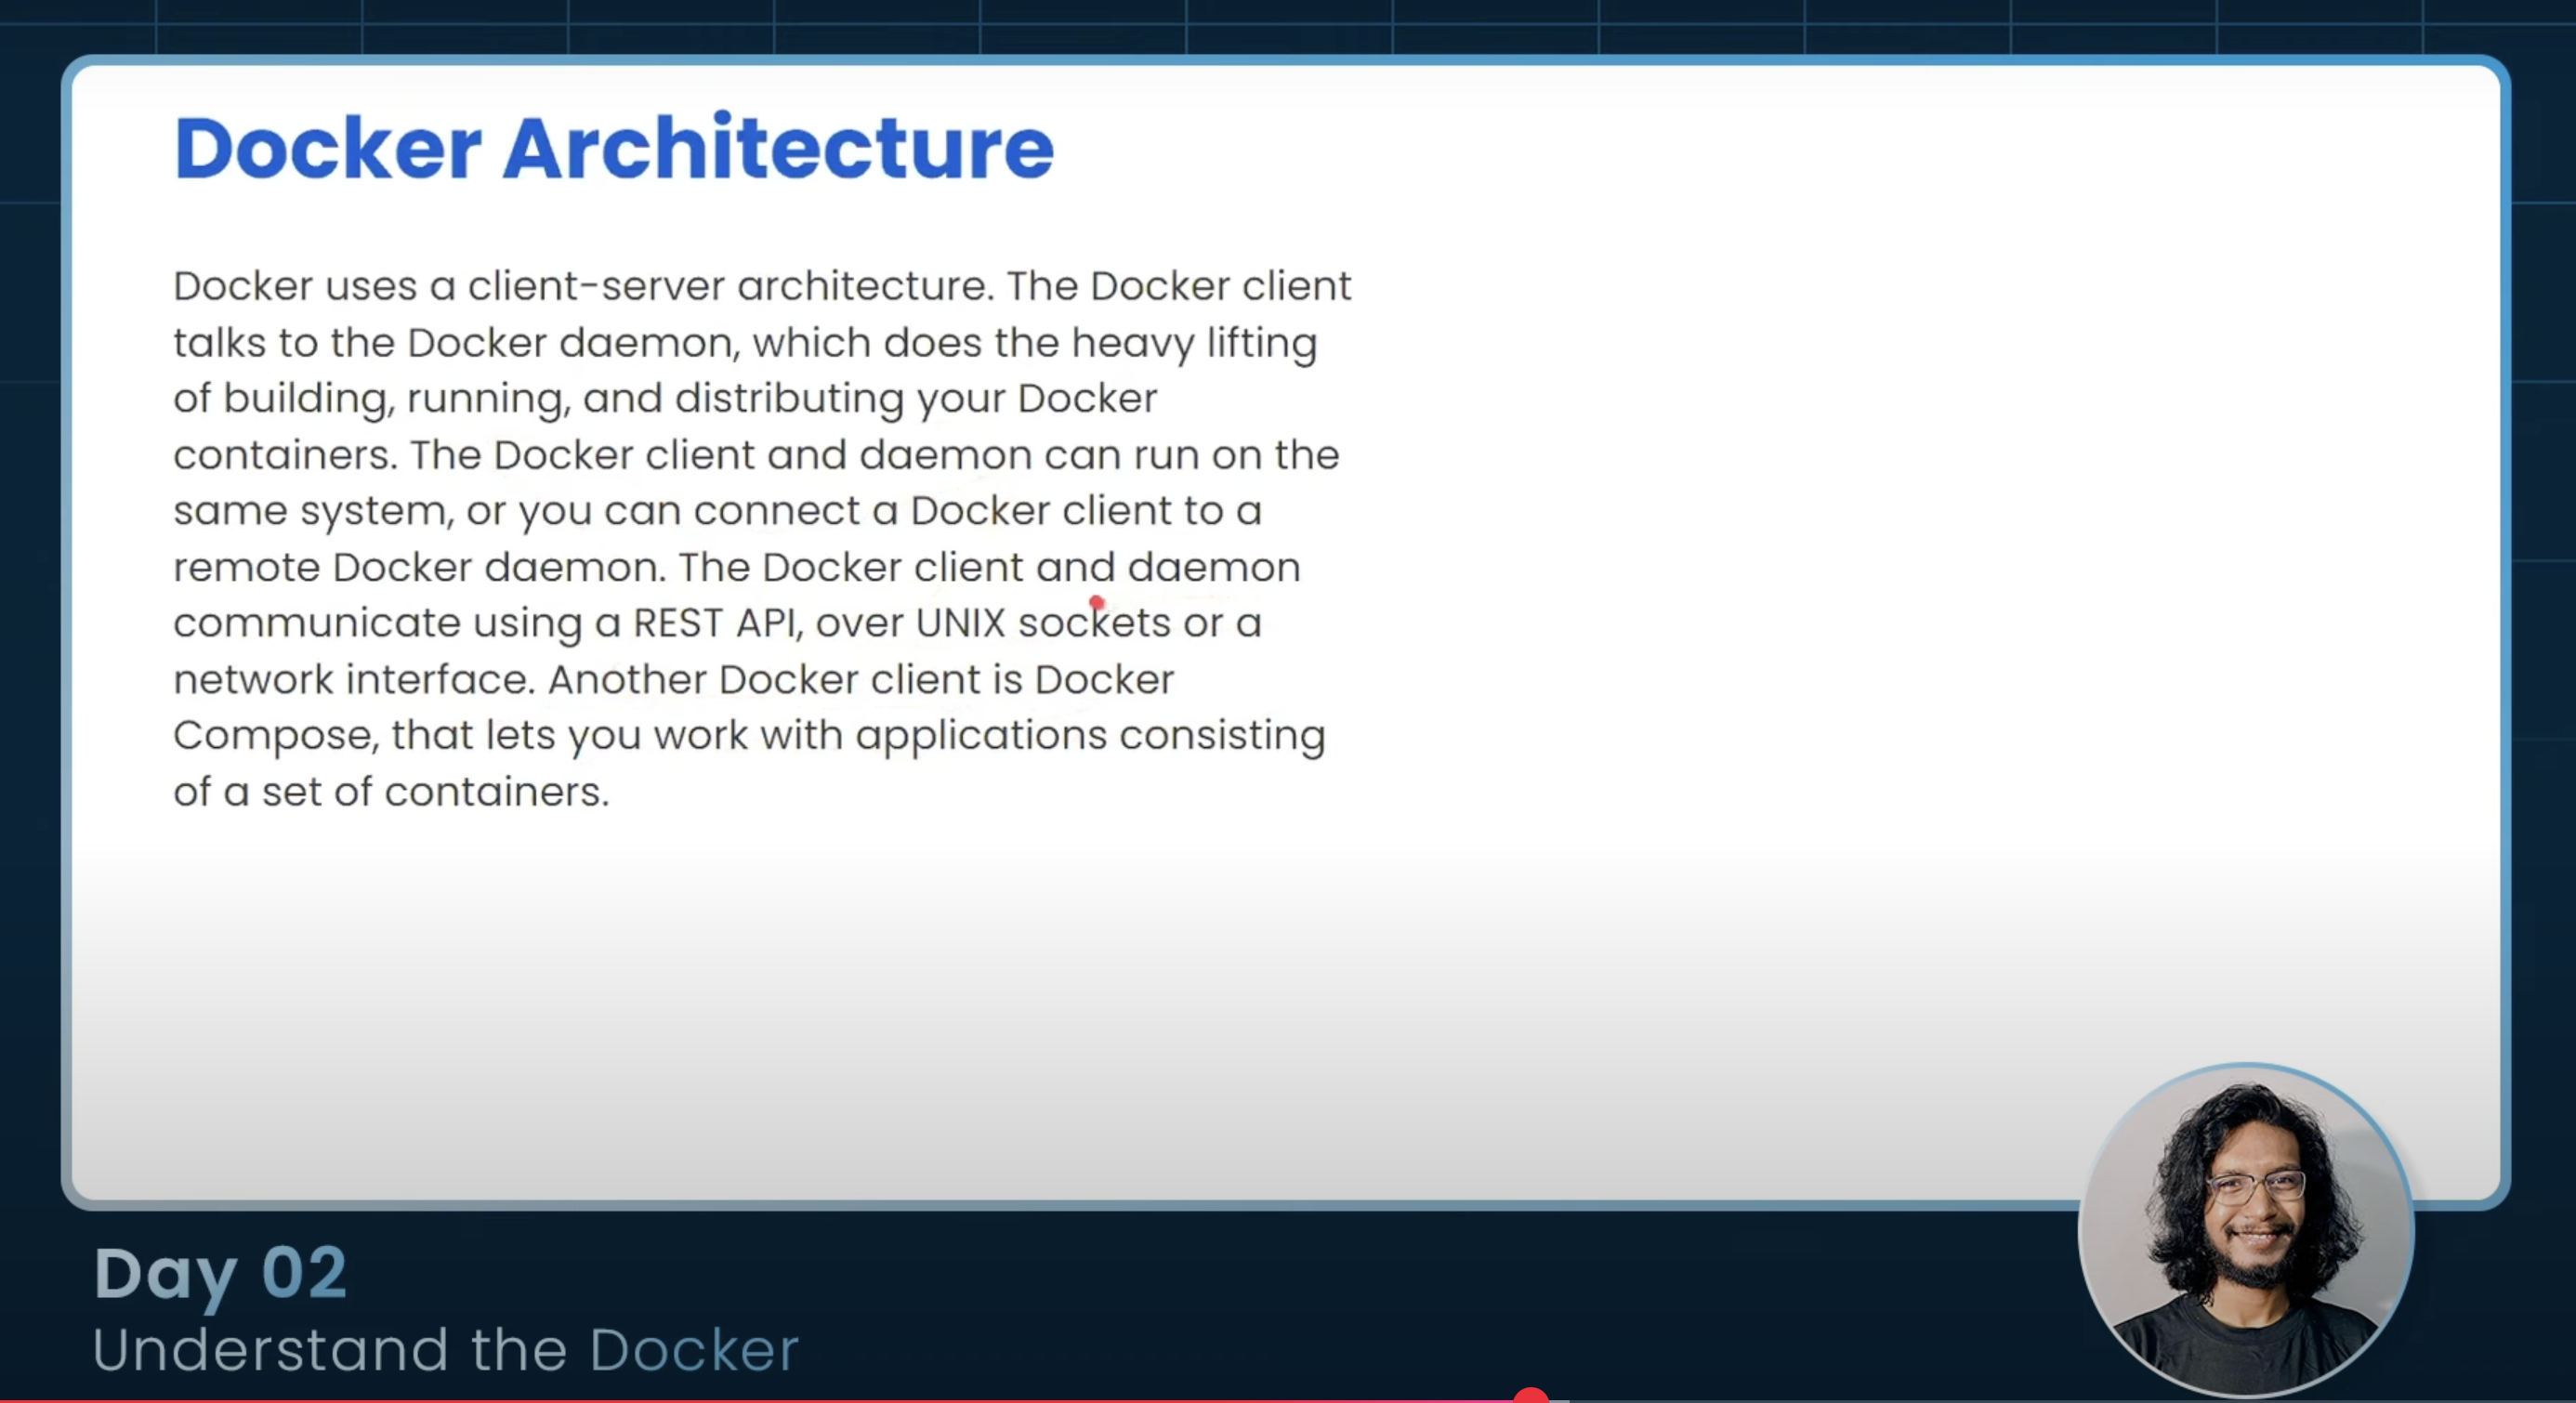 Docker Architecture
Docker uses a client-server architecture. The Docker client
talks to the Docker daemon, which does the heavy lifting
of building, running, and distributing your Docker
containers. The Docker client and daemon can run on the
same system, or you can connect a Docker client to a
remote Docker daemon. The Docker client and daemon
communicate using a REST API, over UNIX sockets or a
network interface. Another Docker client is Docker
Compose, that lets you work with applications consisting
of a set of containers.
Day 02
Understand the Docker